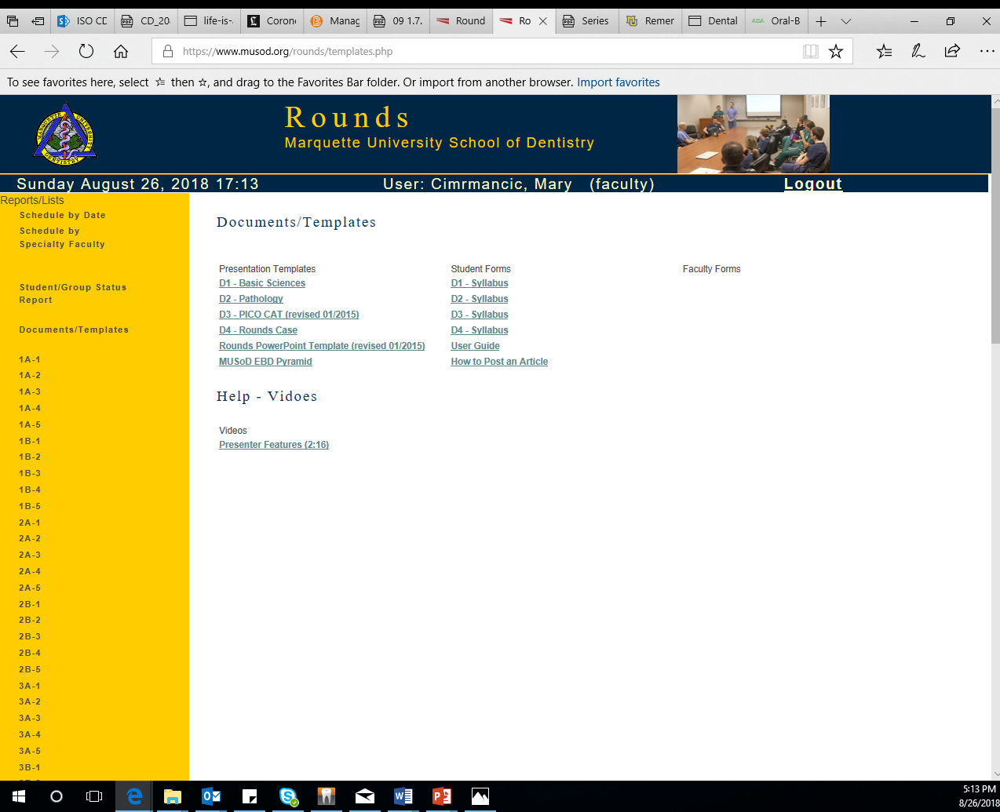 ISO CD
CD_20
life-is-
Coron
Manag
09 1.7.
Round
Ro
Series
Remer
Dental
ADA Oral-B
https://www.musod.org/rounds/templates.php
To see favorites here, select then ☆, and drag to the Favorites Bar folder. Or import from another browser. Import favorites
MARQUETTE UNIVERSITY DENTISTRY
Rounds
Marquette University School of Dentistry
Sunday August 26, 2018 17:13 User: Cimrmancic, Mary (faculty) Logout
Reports/Lists
Schedule by Date
Schedule by
Specialty Faculty
Student/Group Status
Report
Documents/Templates
1A-1
1A-2
1A-3
1A-4
1A-5
1B-1
1B-2
1B-3
1B-4
1B-5
2A-1
2A-2
2A-3
2A-4
2A-5
2B-1
2B-2
2B-3
2B-4
2B-5
3A-1
3A-2
3A-3
3A-4
3A-5
3B-1
Documents/Templates
Presentation Templates
D1 - Basic Sciences
D2 - Pathology
D3 - PICO CAT (revised 01/2015)
D4 - Rounds Case
Rounds PowerPoint Template (revised 01/2015)
MUSoD EBD Pyramid
Student Forms
D1 - Syllabus
D2 - Syllabus
D3 - Syllabus
D4 - Syllabus
User Guide
How to Post an Article
Faculty Forms
Help - Vidoes
Videos
Presenter Features (2:16)
5:13 PM
8/26/2018